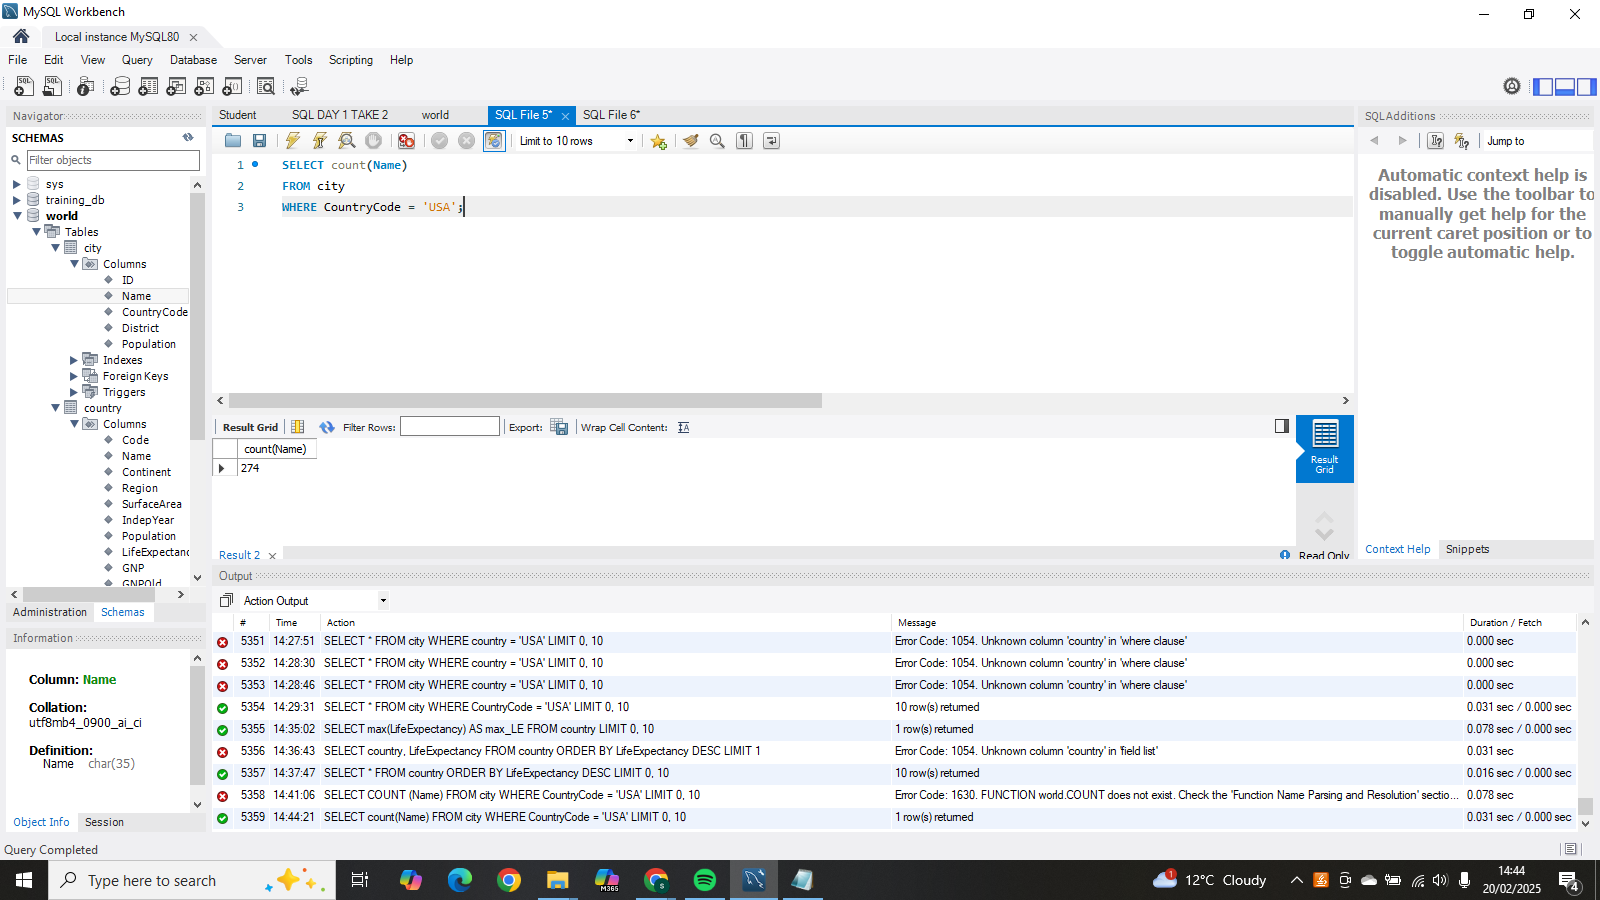 MySQL Workbench
Local instance MySQL80
File Edit View Query Database Server Tools Scripting Help
Navigator
SCHEMAS
Filter objects
sys
training_db
world
Tables
city
Columns
ID
Name
CountryCode
District
Population
Indexes
Foreign Keys
Triggers
country
Columns
Code
Name
Continent
Region
SurfaceArea
IndepYear
Population
LifeExpectanc
GNP
GNPOld
Administration Schemas
Information
Column: Name
Collation:
utf8mb4_0900_ai_ci
Definition:
Name char(35)
Object Info Session
Student SQL DAY 1 TAKE 2 world SQL File 5* SQL File 6*
Limit to 10 rows
1 SELECT count(Name)
2 FROM city
3 WHERE CountryCode = 'USA';
Result Grid Filter Rows: Export: Wrap Cell Content:
count(Name)
274
Result Grid
Result 2
Read Only
SQLAdditions
Jump to
Automatic context help is
disabled. Use the toolbar to
manually get help for the
current caret position or to
toggle automatic help.
Context Help Snippets
Output
Action Output
# Time Action Message Duration / Fetch
5351 14:27:51 SELECT * FROM city WHERE country = 'USA' LIMIT 0, 10 Error Code: 1054. Unknown column 'country' in 'where clause' 0.000 sec
5352 14:28:30 SELECT * FROM city WHERE country = 'USA' LIMIT 0, 10 Error Code: 1054. Unknown column 'country' in 'where clause' 0.000 sec
5353 14:28:46 SELECT * FROM city WHERE country = 'USA' LIMIT 0, 10 Error Code: 1054. Unknown column 'country' in 'where clause' 0.000 sec
5354 14:29:31 SELECT * FROM city WHERE CountryCode = 'USA' LIMIT 0, 10 10 row(s) returned 0.031 sec / 0.000 sec
5355 14:35:02 SELECT max(LifeExpectancy) AS max_LE FROM country LIMIT 0, 10 1 row(s) returned 0.078 sec / 0.000 sec
5356 14:36:43 SELECT country, LifeExpectancy FROM country ORDER BY LifeExpectancy DESC LIMIT 1 Error Code: 1054. Unknown column 'country' in 'field list' 0.031 sec
5357 14:37:47 SELECT * FROM country ORDER BY LifeExpectancy DESC LIMIT 0, 10 10 row(s) returned 0.016 sec / 0.000 sec
5358 14:41:06 SELECT COUNT (Name) FROM city WHERE CountryCode = 'USA' LIMIT 0, 10 Error Code: 1630. FUNCTION world.COUNT does not exist. Check the 'Function Name Parsing and Resolution' sectio... 0.078 sec
5359 14:44:21 SELECT count(Name) FROM city WHERE CountryCode = 'USA' LIMIT 0, 10 1 row(s) returned 0.031 sec / 0.000 sec
Query Completed
Type here to search
M365
S
1
12°C Cloudy
14:44
20/02/2025
4